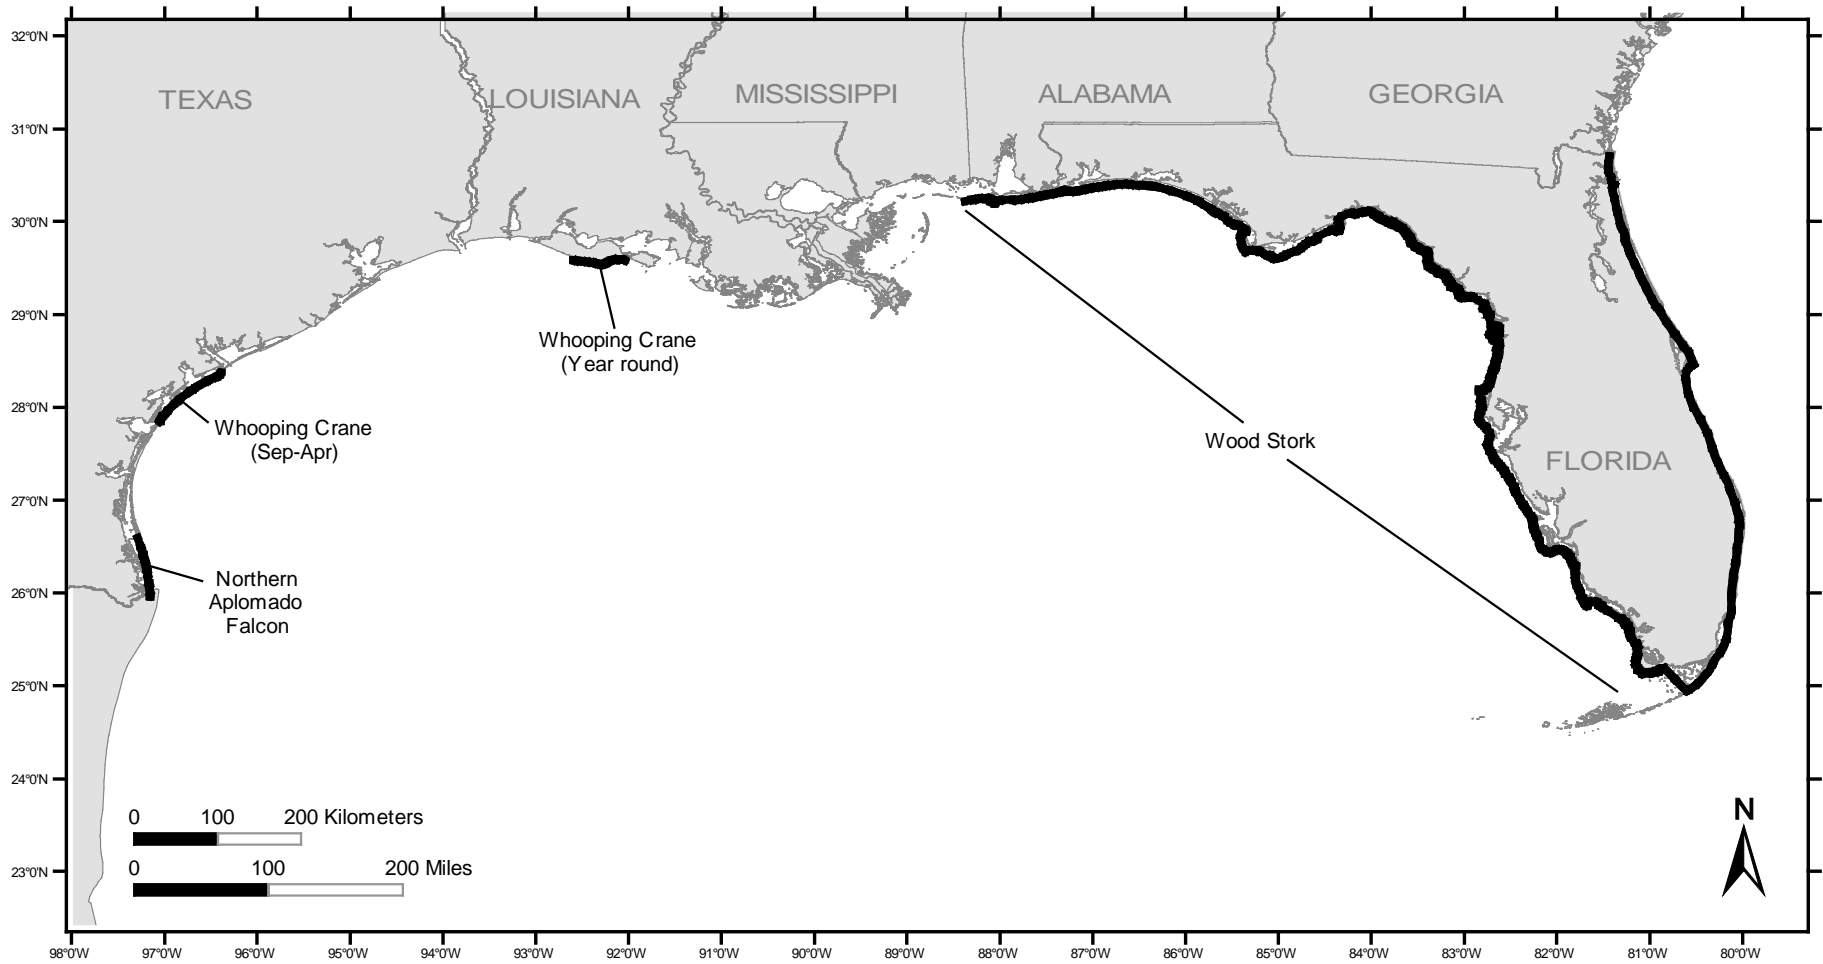 32°0'N
TEXAS
LOUISIANA
MISSISSIPPI
ALABAMA
GEORGIA
31°0'N
30°0'N
29°0'N
Whooping Crane
(Year round)
28°0'N
Whooping Crane
(Sep-Apr)
Wood Stork
FLORIDA
27°0'N
26°0'N
Northern
Aplomado
Falcon
25°0'N
24°0'N
0 100 200 Kilometers
0 100 200 Miles
N
23°0'N
98°0'W 97°0'W 96°0'W 95°0'W 94°0'W 93°0'W 92°0'W 91°0'W 90°0'W 89°0'W 88°0'W 87°0'W 86°0'W 85°0'W 84°0'W 83°0'W 82°0'W 81°0'W 80°0'W